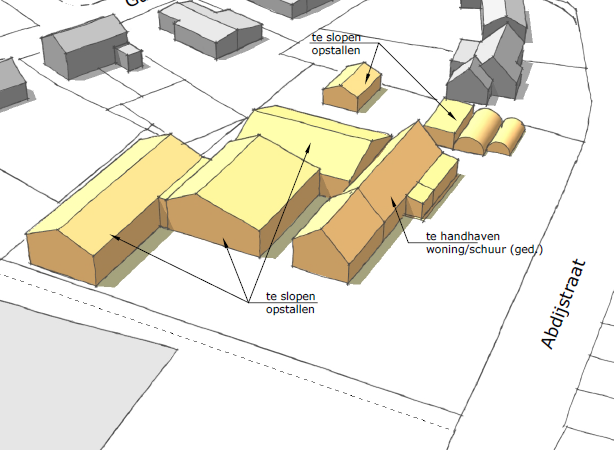 te slopen
opstallen
te handhaven
woning/schuur (ged.)
te slopen
opstallen
Abdijstraat